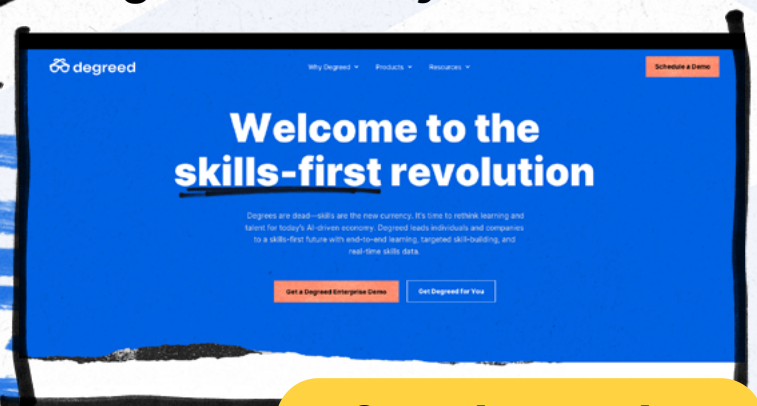 degreed
Why Degreed
Products
Resources
Schedule a Demo
Welcome to the
skills-first revolution
Degrees are dead—skills are the new currency. It's time to rethink learning and
talent for today's AI-driven economy. Degreed leads individuals and companies
to a skills-first future with end-to-end learning, targeted skill-building, and
real-time skills data.
Get a Degreed Enterprise Demo
Get Degreed for You